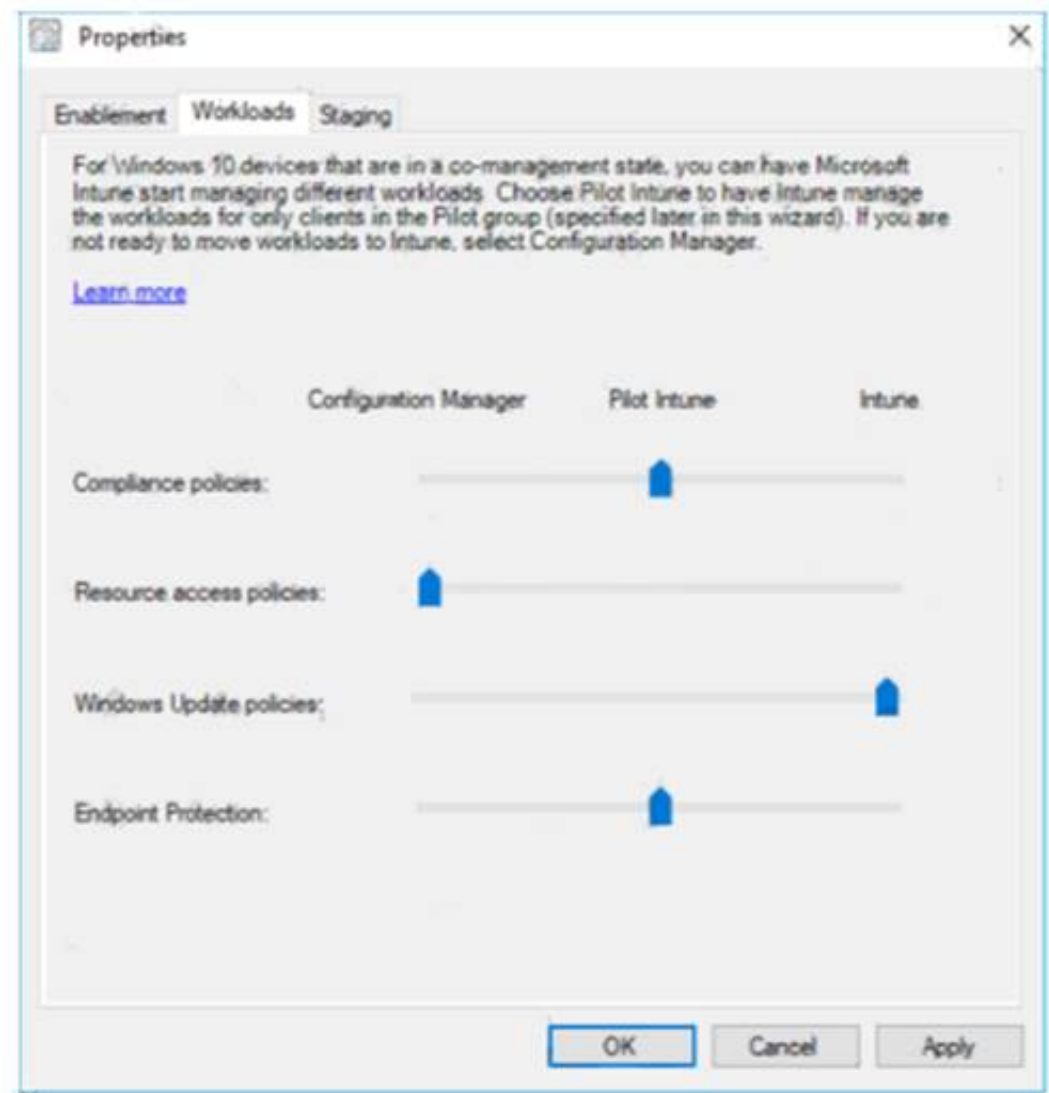 Properties
Enablement Workloads Staging
For Windows 10 devices that are in a co-management state, you can have Microsoft
Intune start managing different workloads. Choose Pilot Intune to have Intune manage
the workloads for only clients in the Pilot group (specified later in this wizard). If you are
not ready to move workloads to Intune, select Configuration Manager.
Learn more
Configuration Manager Pilot Intune Intune
Compliance policies:
Resource access policies:
Windows Update policies:
Endpoint Protection:
OK Cancel Apply